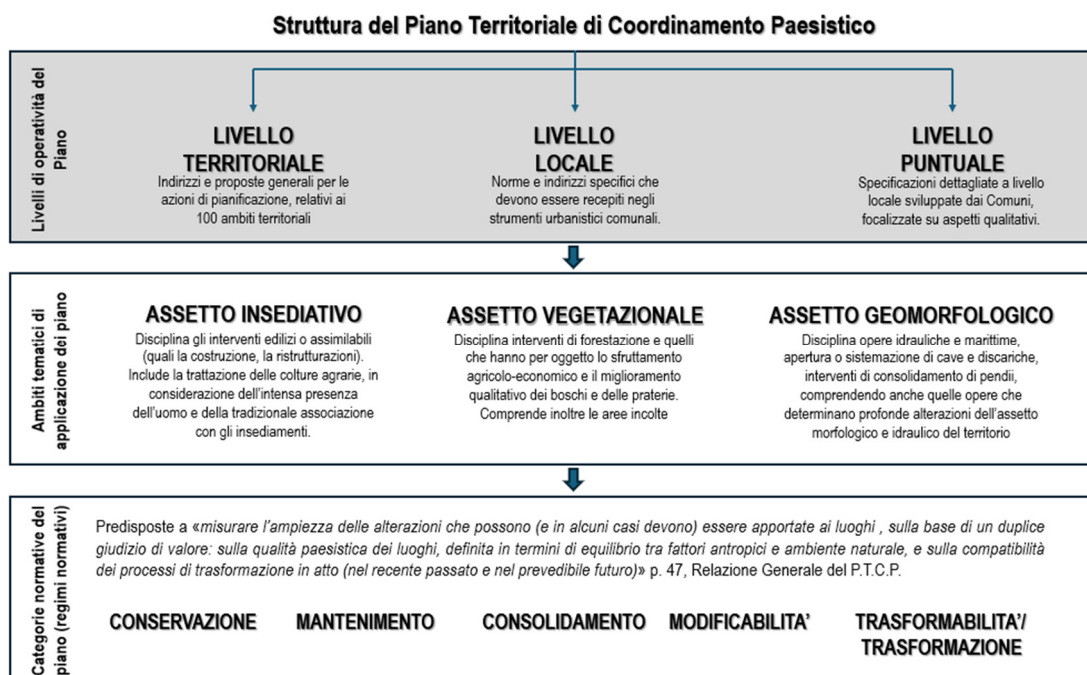 Struttura del Piano Territoriale di Coordinamento Paesistico
Livelli di operatività del
Piano
LIVELLO
TERRITORIALE
Indirizzi e proposte generali per le
azioni di pianificazione, relativi ai
100 ambiti territoriali
LIVELLO
LOCALE
Norme e indirizzi specifici che
devono essere recepiti negli
strumenti urbanistici comunali.
LIVELLO
PUNTUALE
Specificazioni dettagliate a livello
locale sviluppate dai Comuni,
focalizzate su aspetti qualitativi.
Ambiti tematici di
applicazione dei piano
ASSETTO INSEDIATIVO
Disciplina gli interventi edilizi o assimilabili
(quali la costruzione, la ristrutturazioni).
Include la trattazione delle colture agrarie, in
considerazione dell'intensa presenza
dell'uomo e della tradizionale associazione
con gli insediamenti.
ASSETTO VEGETAZIONALE
Disciplina interventi di forestazione e quelli
che hanno per oggetto lo sfruttamento
agricolo-economico e il miglioramento
qualitativo dei boschi e delle praterie.
Comprende inoltre le aree incolte
ASSETTO GEOMORFOLOGICO
Disciplina opere idrauliche e marittime,
apertura o sistemazione di cave e discariche,
interventi di consolidamento di pendii,
comprendendo anche quelle opere che
determinano profonde alterazioni dell'assetto
morfologico e idraulico del territorio
Categorie normative del
piano (regimi normativi)
Predisposte a «misurare l'ampiezza delle alterazioni che possono (e in alcuni casi devono) essere apportate ai luoghi , sulla base di un duplice
giudizio di valore: sulla qualità paesistica dei luoghi, definita in termini di equilibrio tra fattori antropici e ambiente naturale, e sulla compatibilità
dei processi di trasformazione in atto (nel recente passato e nel prevedibile futuro)» p. 47, Relazione Generale del P.T.C.P.
CONSERVAZIONE
MANTENIMENTO
CONSOLIDAMENTO
MODIFICABILITA'
TRASFORMABILITA'/
TRASFORMAZIONE